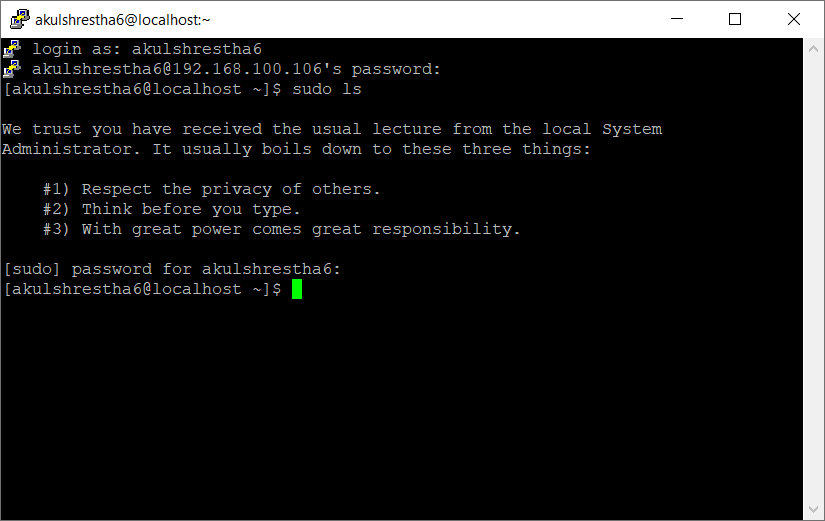 akulshrestha6@localhost:~
login as: akulshrestha6
akulshrestha6@192.168.100.106's password:
[akulshrestha6@localhost ~]$ sudo ls
We trust you have received the usual lecture from the local System
Administrator. It usually boils down to these three things:
#1) Respect the privacy of others.
#2) Think before you type.
#3) With great power comes great responsibility.
[sudo] password for akulshrestha6:
[akulshrestha6@localhost ~]$